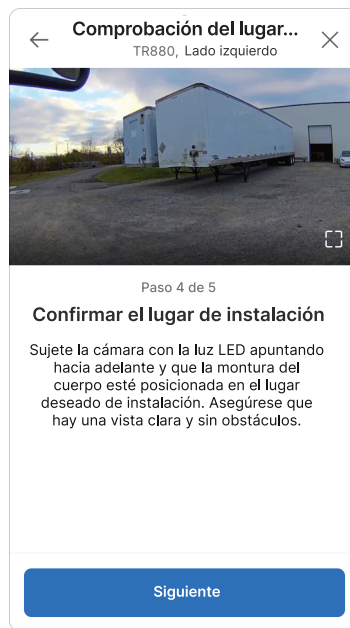 Comprobación del lugar...
TR880, Lado izquierdo
Paso 4 de 5
Confirmar el lugar de instalación
Sujete la cámara con la luz LED apuntando
hacia adelante y que la montura del
cuerpo esté posicionada en el lugar
deseado de instalación. Asegúrese que
hay una vista clara y sin obstáculos.
Siguiente